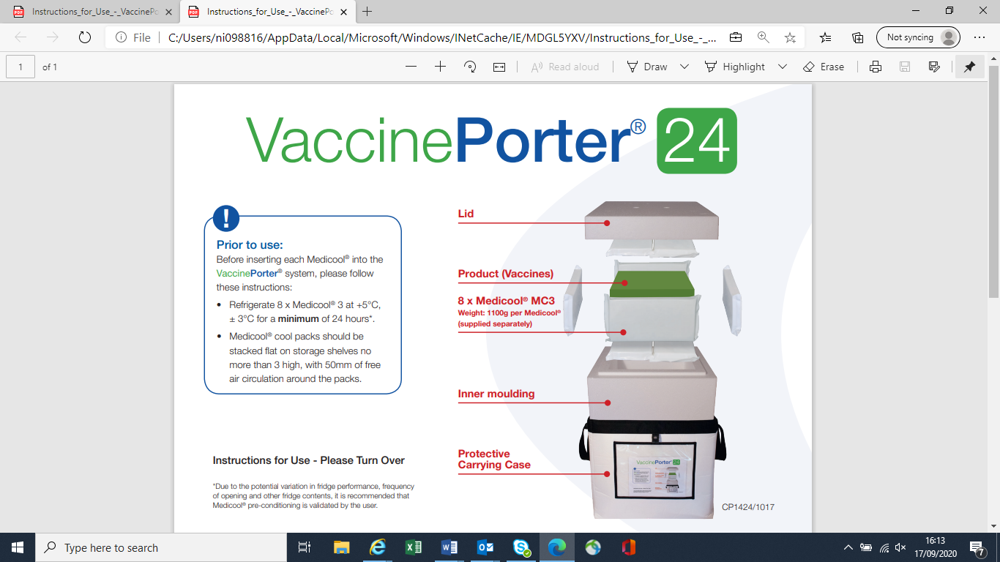 Instructions_for_Use_-_VaccinePo
Instructions_for_Use_-_VaccinePo
File
C:/Users/ni098816/AppData/Local/Microsoft/Windows/INetCache/IE/MDGL5YXV/Instructions_for_Use_-_...
Not syncing
1 of 1
Read aloud
Draw
Highlight
Erase
VaccinePorter® 24
!
Prior to use:
Before inserting each Medicool® into the
VaccinePorter® system, please follow
these instructions:
• Refrigerate 8 x Medicool® 3 at +5°C,
± 3°C for a minimum of 24 hours*.
• Medicool® cool packs should be
stacked flat on storage shelves no
more than 3 high, with 50mm of free
air circulation around the packs.
Instructions for Use - Please Turn Over
*Due to the potential variation in fridge performance, frequency
of opening and other fridge contents, it is recommended that
Medicool® pre-conditioning is validated by the user.
Lid
Product (Vaccines)
8 x Medicool® MC3
Weight: 1100g per Medicool®
(supplied separately)
Inner moulding
Protective
Carrying Case
VaccinePorter® 24
CP1424/1017
Type here to search
16:13
17/09/2020
7